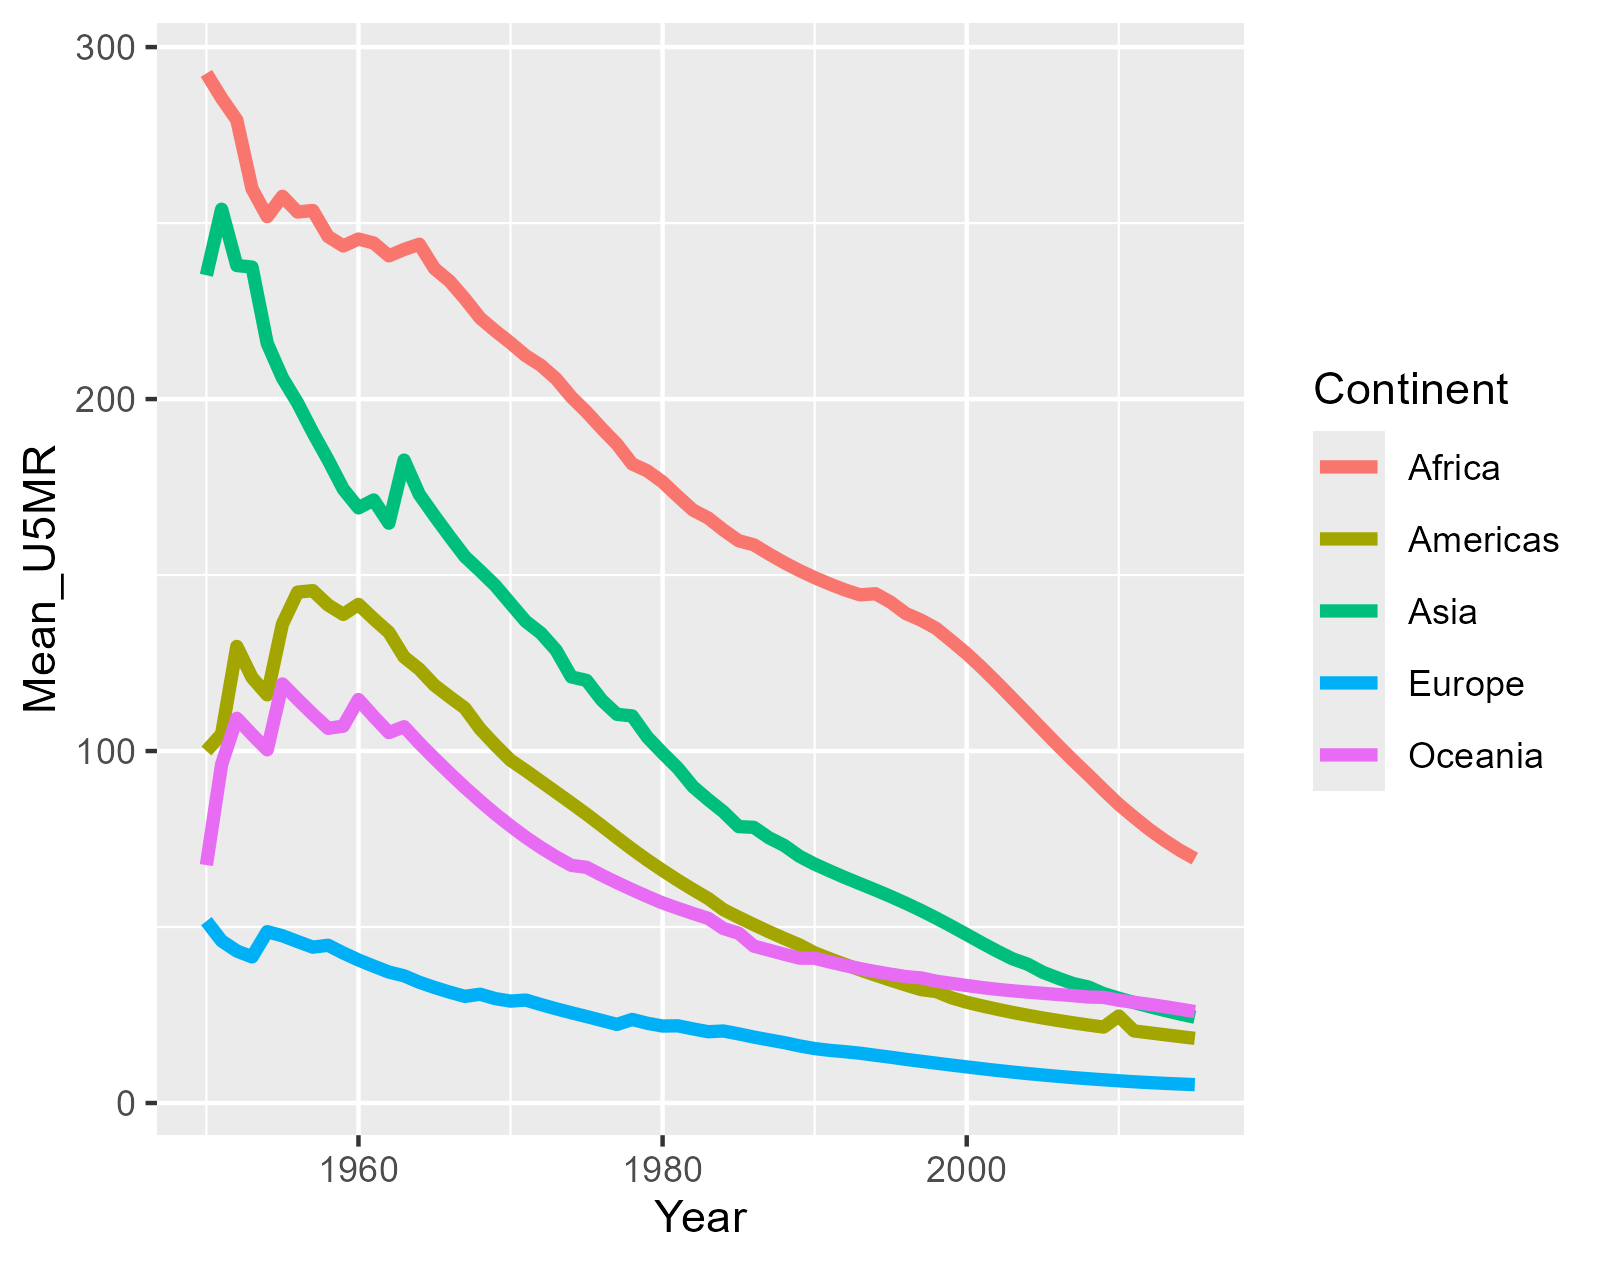 300
200
100
0
Mean_U5MR
1960 1980 2000
Year
Continent
Africa
Americas
Asia
Europe
Oceania